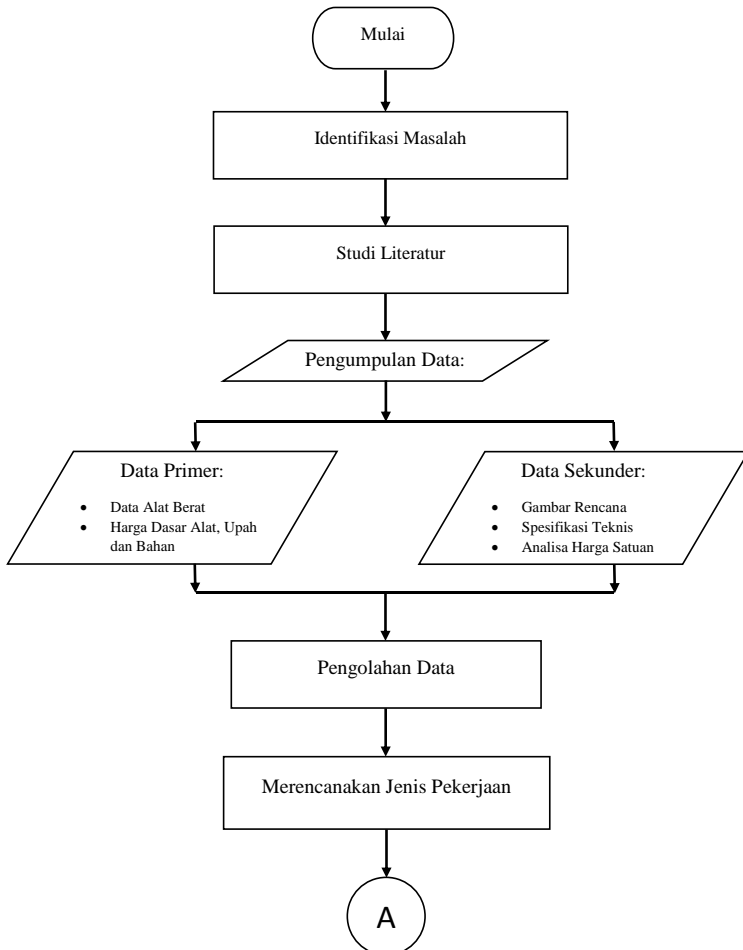 Mulai
Identifikasi Masalah
Studi Literatur
Pengumpulan Data:
Data Primer:
• Data Alat Berat
• Harga Dasar Alat, Upah
dan Bahan
Data Sekunder:
• Gambar Rencana
• Spesifikasi Teknis
• Analisa Harga Satuan
Pengolahan Data
Merencanakan Jenis Pekerjaan
A